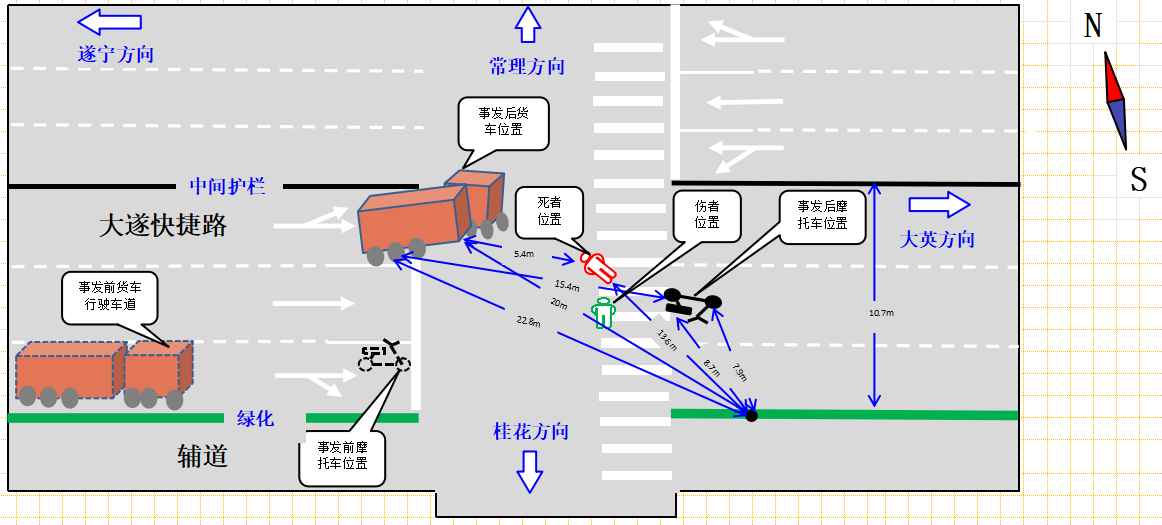 N
遂宁方向
常理方向
事发后货
车位置
中间护栏
死者
位置
伤者
位置
事发后摩
托车位置
S
大遂快捷路
大英方向
5.4m
15.4m
20m
22.8m
10.7m
事发前货车
行驶车道
13.6m
8.7m
7.9m
绿化
桂花方向
辅道
事发前摩
托车位置